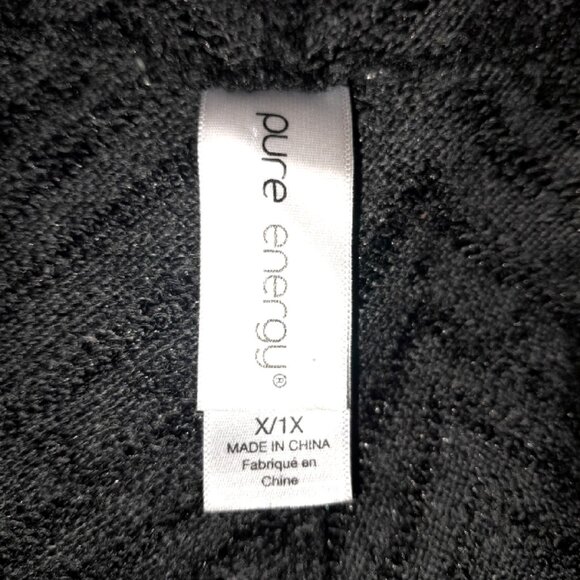 pure energy®
X/1X
MADE IN CHINA
Fabriqué en
Chine